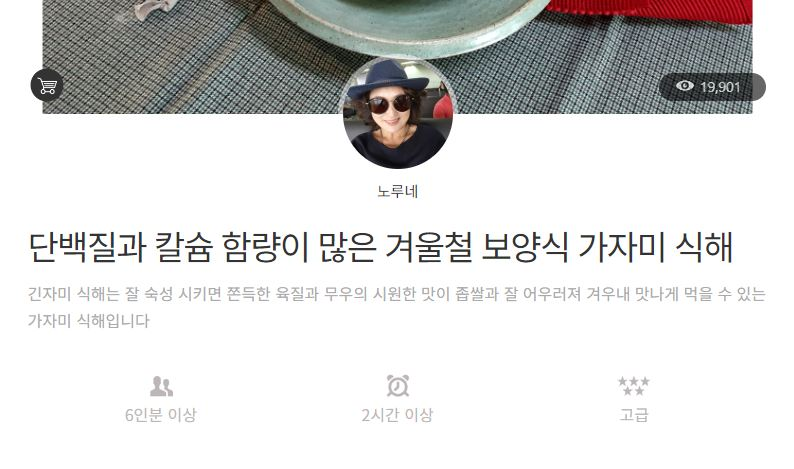 19,901
노루네
단백질과 칼슘 함량이 많은 겨울철 보양식 가자미 식해
긴자미 식해는 잘 숙성 시키면 쫀득한 육질과 무우의 시원한 맛이 좁쌀과 잘 어우러져 겨우내 맛나게 먹을 수 있는
가자미 식해입니다
6인분 이상
2시간 이상
고급